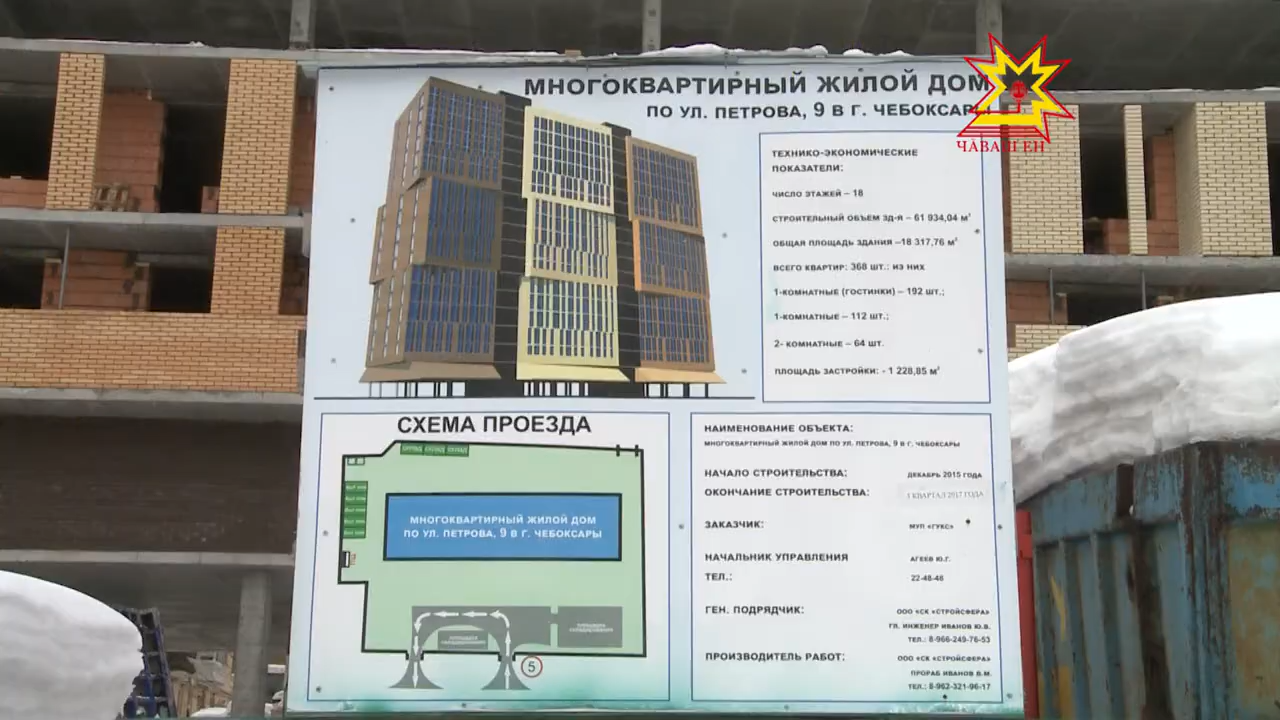 МНОГОКВАРТИРНЫЙ ЖИЛОЙ ДОМ
ПО УЛ. ПЕТРОВА, 9 В Г. ЧЕБОКСАРЫ
ЧӐВАШ ЕН
ТЕХНИКО-ЭКОНОМИЧЕСКИЕ
ПОКАЗАТЕЛИ:
ЧИСЛО ЭТАЖЕЙ – 18
СТРОИТЕЛЬНЫЙ ОБЪЕМ ЗД-Я – 61 934,04 м³
ОБЩАЯ ПЛОЩАДЬ ЗДАНИЯ –18 317,76 м²
ВСЕГО КВАРТИР: 368 ШТ.: ИЗ НИХ
1-КОМНАТНЫЕ (ГОСТИНКИ) – 192 ШТ.;
1-КОМНАТНЫЕ – 112 ШТ.;
2- КОМНАТНЫЕ – 64 ШТ.
ПЛОЩАДЬ ЗАСТРОЙКИ: - 1 228,85 м²
СХЕМА ПРОЕЗДА
МНОГОКВАРТИРНЫЙ ЖИЛОЙ ДОМ
ПО УЛ. ПЕТРОВА, 9 В Г. ЧЕБОКСАРЫ
5
НАИМЕНОВАНИЕ ОБЪЕКТА:
МНОГОКВАРТИРНЫЙ ЖИЛОЙ ДОМ ПО УЛ. ПЕТРОВА, 9 В Г. ЧЕБОКСАРЫ
НАЧАЛО СТРОИТЕЛЬСТВА: ДЕКАБРЬ 2015 ГОДА
ОКОНЧАНИЕ СТРОИТЕЛЬСТВА: I КВАРТАЛ 2017 ГОДА
ЗАКАЗЧИК: МУП «ГУКС»
НАЧАЛЬНИК УПРАВЛЕНИЯ АГЕЕВ Ю.Г.
ТЕЛ.: 22-48-48
ГЕН. ПОДРЯДЧИК: ООО «СК «СТРОЙСФЕРА»
ГЛ. ИНЖЕНЕР ИВАНОВ Ю.В.
ТЕЛ.: 8-966-249-76-53
ПРОИЗВОДИТЕЛЬ РАБОТ: ООО «СК «СТРОЙСФЕРА»
ПРОРАБ ИВАНОВ В.М.
ТЕЛ.: 8-962-321-96-17